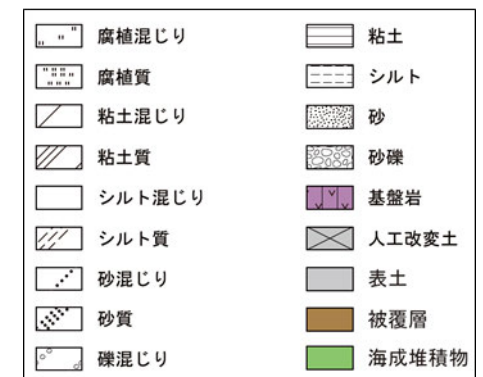 腐植混じり
腐植質
粘土混じり
粘土質
シルト混じり
シルト質
砂混じり
砂質
礫混じり
粘土
シルト
砂
砂礫
基盤岩
人工改変土
表土
被覆層
海成堆積物